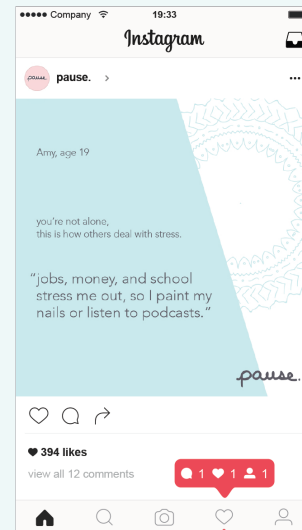 Company 19:33
Instagram
pause. pause. >
Amy, age 19
you're not alone,
this is how others deal with stress.
“jobs, money, and school
stress me out, so I paint my
nails or listen to podcasts.”
pause.
394 likes
view all 12 comments
1 1 1